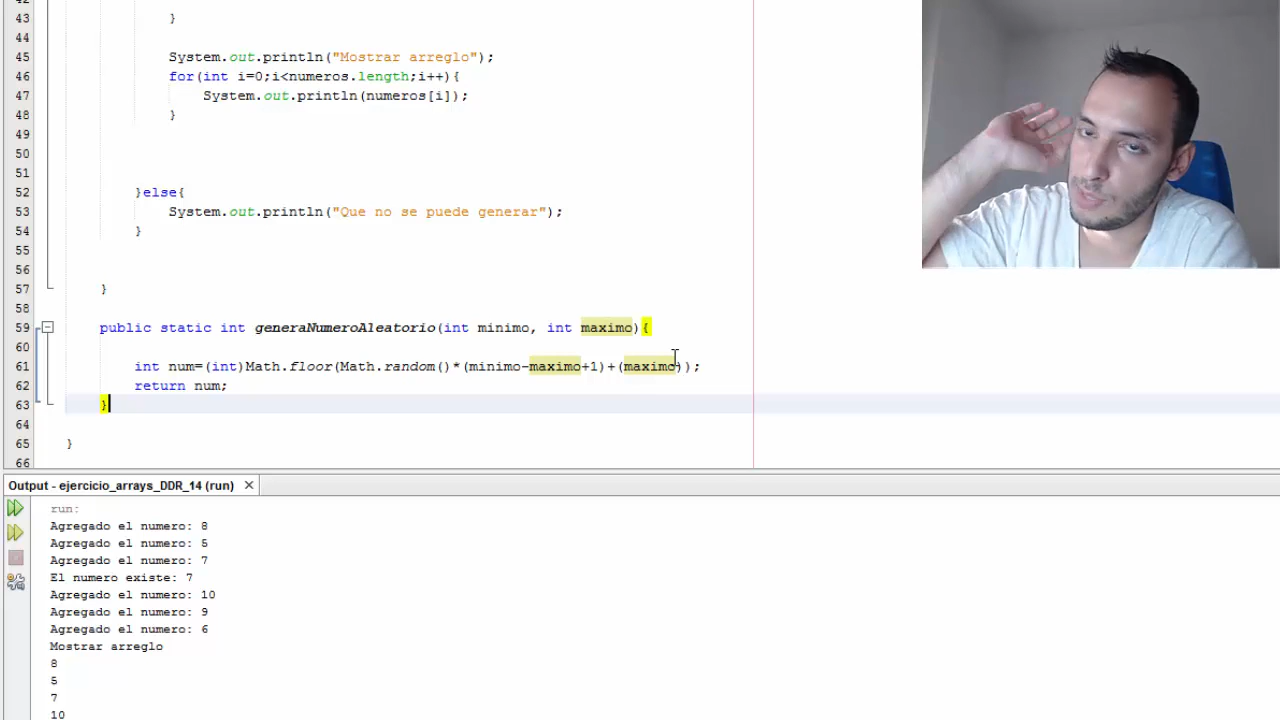 43 }
44
45 System.out.println("Mostrar arreglo");
46 for(int i=0;i<numeros.length;i++){
47 System.out.println(numeros[i]);
48 }
49
50
51
52 }else{
53 System.out.println("Que no se puede generar");
54 }
55
56
57 }
58
59 public static int generaNumeroAleatorio(int minimo, int maximo){
60
61 int num=(int)Math.floor(Math.random()*(minimo-maximo+1)+(maximo));
62 return num;
63 }
64
65 }
66
Output - ejercicio_arrays_DDR_14 (run)
run:
Agregado el numero: 8
Agregado el numero: 5
Agregado el numero: 7
El numero existe: 7
Agregado el numero: 10
Agregado el numero: 9
Agregado el numero: 6
Mostrar arreglo
8
5
7
10